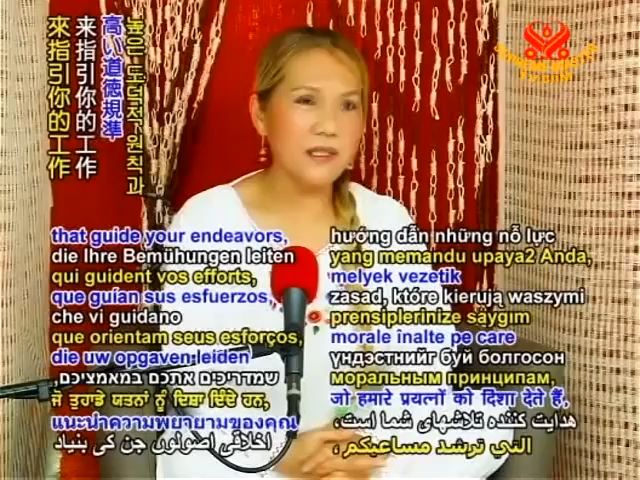 來指引你的工作
来指引你的工作
高い道徳規準
높은 도덕적 원칙과
that guide your endeavors,
die Ihre Bemühungen leiten
qui guident vos efforts,
que guían sus esfuerzos,
che vi guidano
que orientam seus esforços,
die uw opgaven leiden
שמדריכים אתכם במאמציכם
ਜੋ ਤੁਹਾਡੇ ਯਤਨਾਂ ਨੂੰ ਦਿਸ਼ਾ ਦਿੰਦੇ ਹਨ,
แนะนำความพยายามของคุณ
اخلاقی اصولوں جن کی بنیاد
hướng dẫn những nỗ lực
yang memandu upaya2 Anda,
melyek vezetik
zasad, które kierują waszymi
prensiplerinize saygım
morale înalte pe care
үндэстнийг буй болгосон
моральным принципам,
जो हमारे प्रयत्नों को दिशा देते हैं,
هدایت کننده تلاشهای شما است،
التي ترشد مساعيكم ،